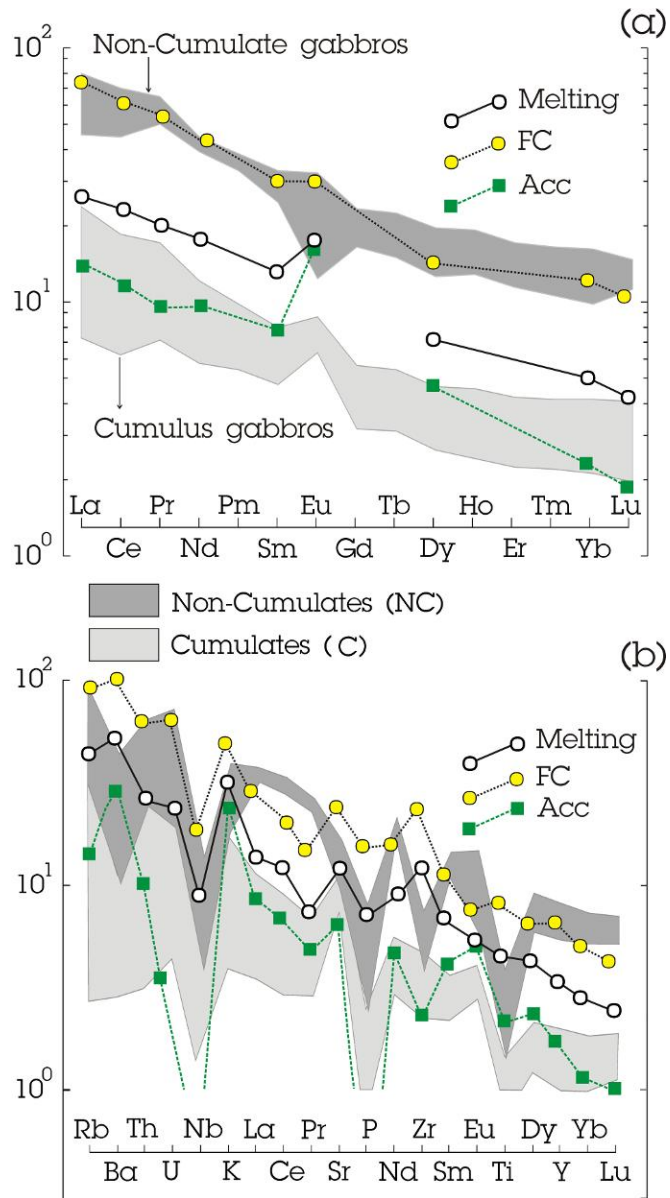 10²
(a)
Non-Cumulate gabbros
Melting
FC
Acc
10¹
Cumulus gabbros
La Pr Pm Eu Tb Ho Tm Lu
10⁰
Ce Nd Sm Gd Dy Er Yb
Non-Cumulates (NC)
Cumulates (C)
(b)
10²
Melting
FC
Acc
10¹
10⁰
Rb Th Nb La Pr P Zr Eu Dy Yb
Ba U K Ce Sr Nd Sm Ti Y Lu